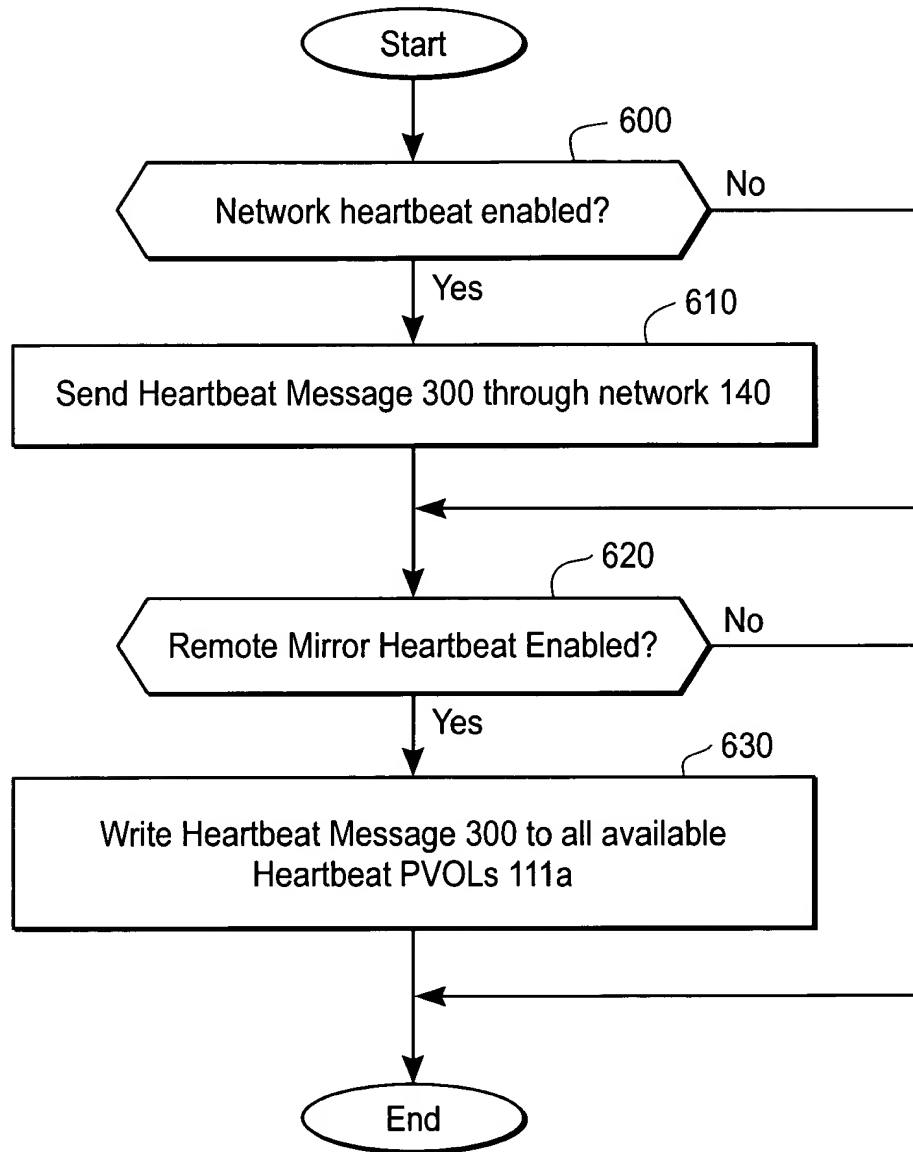 Start
600
Network heartbeat enabled?
No
Yes
610
Send Heartbeat Message 300 through network 140
620
Remote Mirror Heartbeat Enabled?
No
Yes
630
Write Heartbeat Message 300 to all available
Heartbeat PVOLs 111a
End